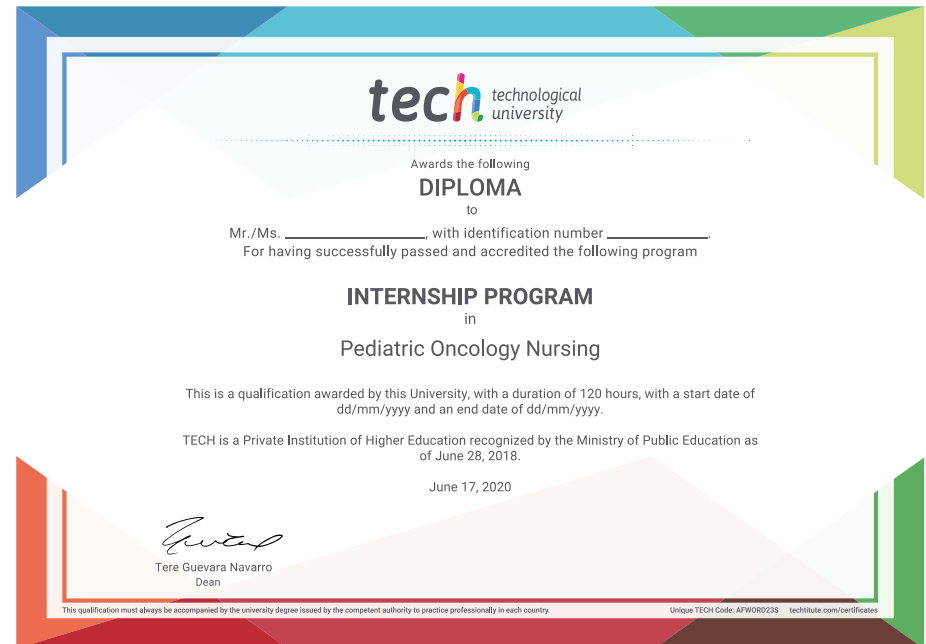 tech technological
university
Awards the following
DIPLOMA
to
Mr./Ms. ____________________, with identification number ______________.
For having successfully passed and accredited the following program
INTERNSHIP PROGRAM
in
Pediatric Oncology Nursing
This is a qualification awarded by this University, with a duration of 120 hours, with a start date of
dd/mm/yyyy and an end date of dd/mm/yyyy.
TECH is a Private Institution of Higher Education recognized by the Ministry of Public Education as
of June 28, 2018.
June 17, 2020
Tere Guevara Navarro
Dean
This qualification must always be accompanied by the university degree issued by the competent authority to practice professionally in each country.
Unique TECH Code: AFWORD23S techtitute.com/certificates